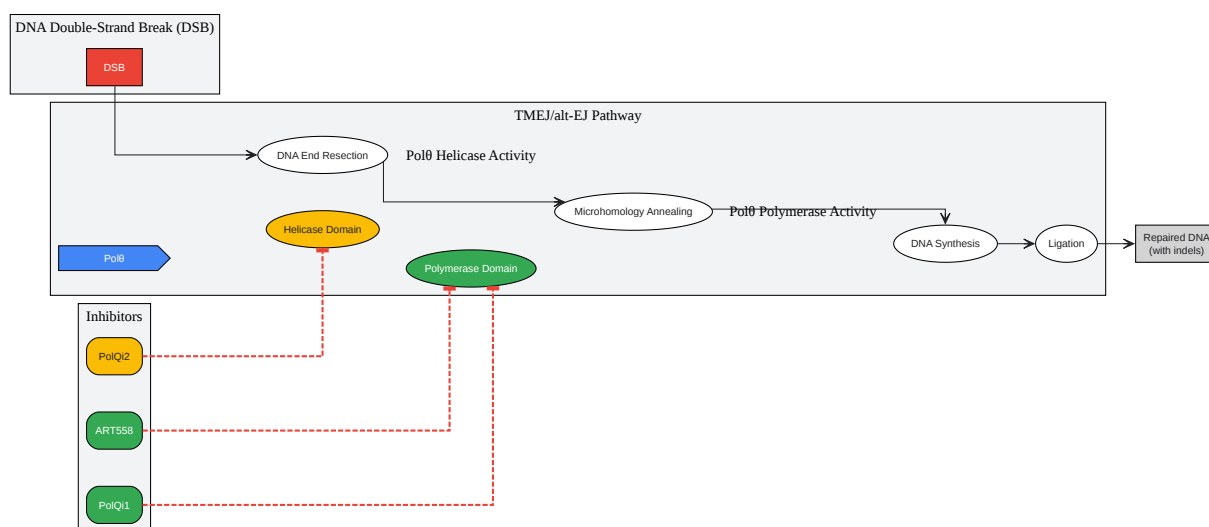 DNA Double-Strand Break (DSB)
DSB
TMEJ/alt-EJ Pathway
DNA End Resection
Polθ Helicase Activity
Microhomology Annealing
Polθ Polymerase Activity
Helicase Domain
DNA Synthesis
Ligation
Repaired DNA
(with indels)
Polθ
Polymerase Domain
Inhibitors
PolQi2
ART558
PolQi1